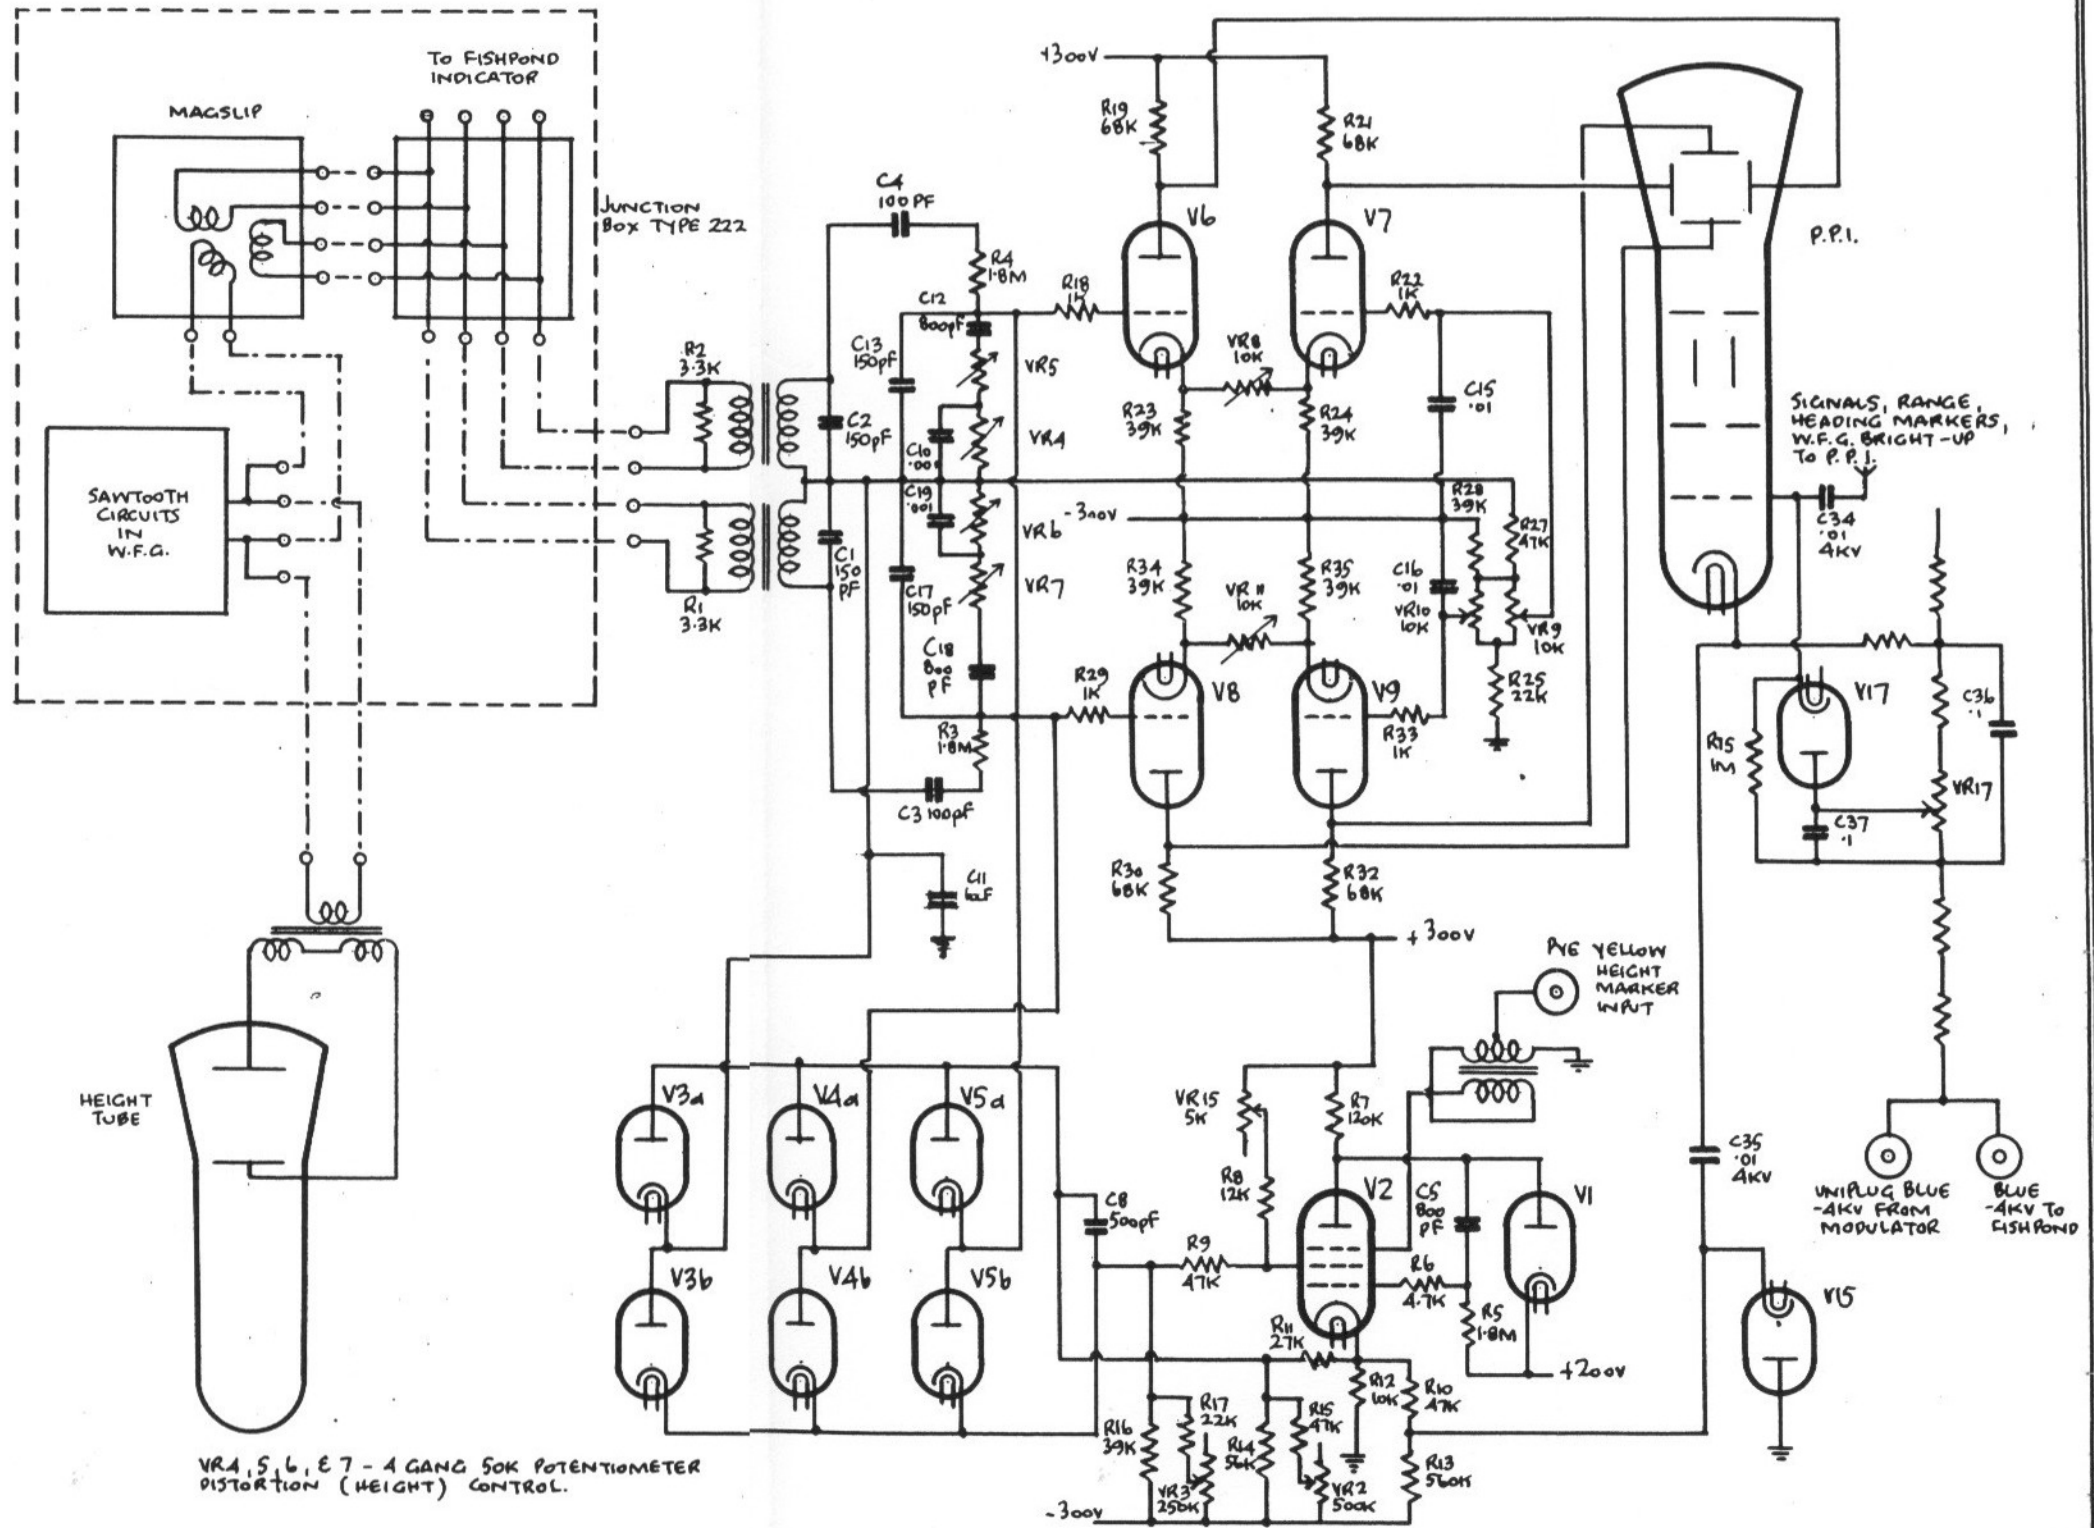 TO FISHPOND
INDICATOR
MAGSLIP
JUNCTION
BOX TYPE 222
SAWTOOTH
CIRCUITS
IN
W.F.G.
HEIGHT
TUBE
VR4, 5, 6, & 7 - 4 GANG 50K POTENTIOMETER
DISTORTION (HEIGHT) CONTROL.
R2
3.3K
R1
3.3K
C4
100PF
R4
1.8M
C12
800pF
C13
150pF
VR5
C2
150pF
VR4
C10
.001
C19
.001
VR6
C1
150
PF
C17
150pF
VR7
C18
800
PF
R3
1.8M
C3 100pF
C11
+300V
R19
68K
R21
68K
V6
V7
R18
1K
R22
1K
VR8
10K
R23
39K
R24
39K
C15
.01
-300V
R28
39K
R27
47K
R34
39K
R35
39K
C16
.01
VR11
10K
VR10
10K
VR9
10K
R25
22K
R29
1K
V8
V9
R33
1K
R30
68K
R32
68K
+300V
P.P.I.
SIGNALS, RANGE,
HEADING MARKERS,
W.F.G. BRIGHT-UP
TO P.P.I.
C34
.01
4KV
V17
C36
.1
R75
1M
VR17
C37
.1
PYE YELLOW
HEIGHT
MARKER
INPUT
V3a
V4a
V5a
V3b
V4b
V5b
VR15
5K
R7
120K
R8
12K
V2
C5
800
PF
V1
C8
500pF
R9
47K
R6
4.7K
R5
1.8M
+200V
R11
27K
R12
10K
R10
47K
R16
39K
R17
22K
R14
56K
R15
47K
R13
560K
VR3
250K
VR2
500K
-300V
C35
.01
4KV
UNIPLUG BLUE
-4KV FROM
MODULATOR
BLUE
-4KV TO
FISHPOND
V15